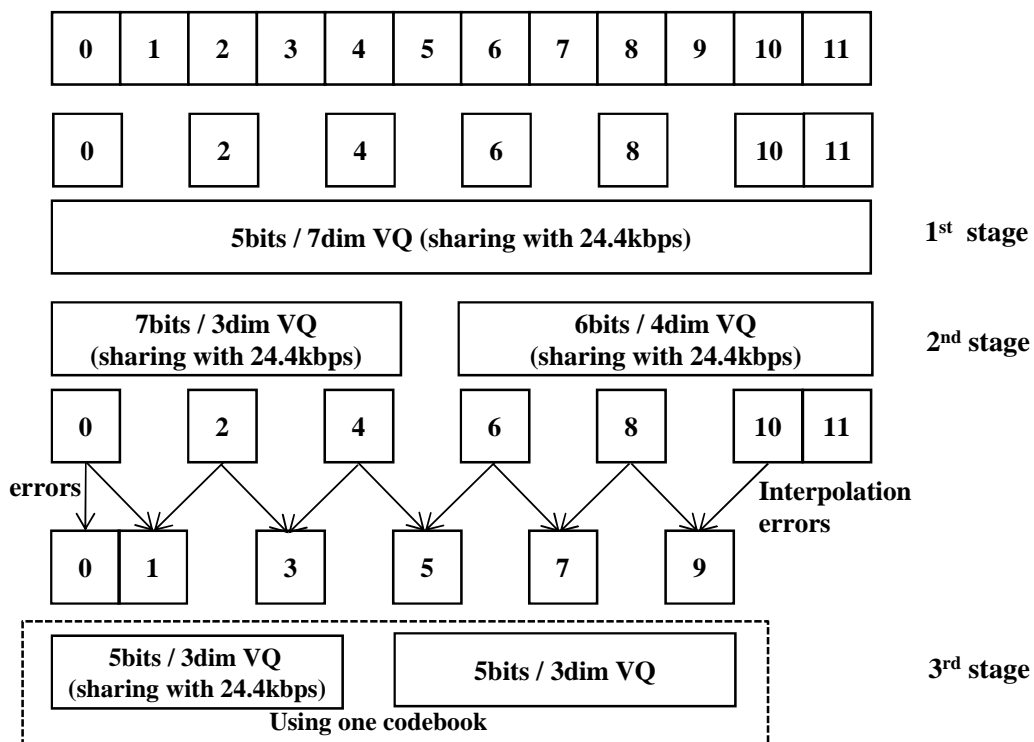 0 1 2 3 4 5 6 7 8 9 10 11
0 2 4 6 8 10 11
5bits / 7dim VQ (sharing with 24.4kbps)
1st stage
7bits / 3dim VQ
(sharing with 24.4kbps)
6bits / 4dim VQ
(sharing with 24.4kbps)
2nd stage
0 2 4 6 8 10 11
errors
Interpolation
errors
0 1 3 5 7 9
5bits / 3dim VQ
(sharing with 24.4kbps)
5bits / 3dim VQ
3rd stage
Using one codebook